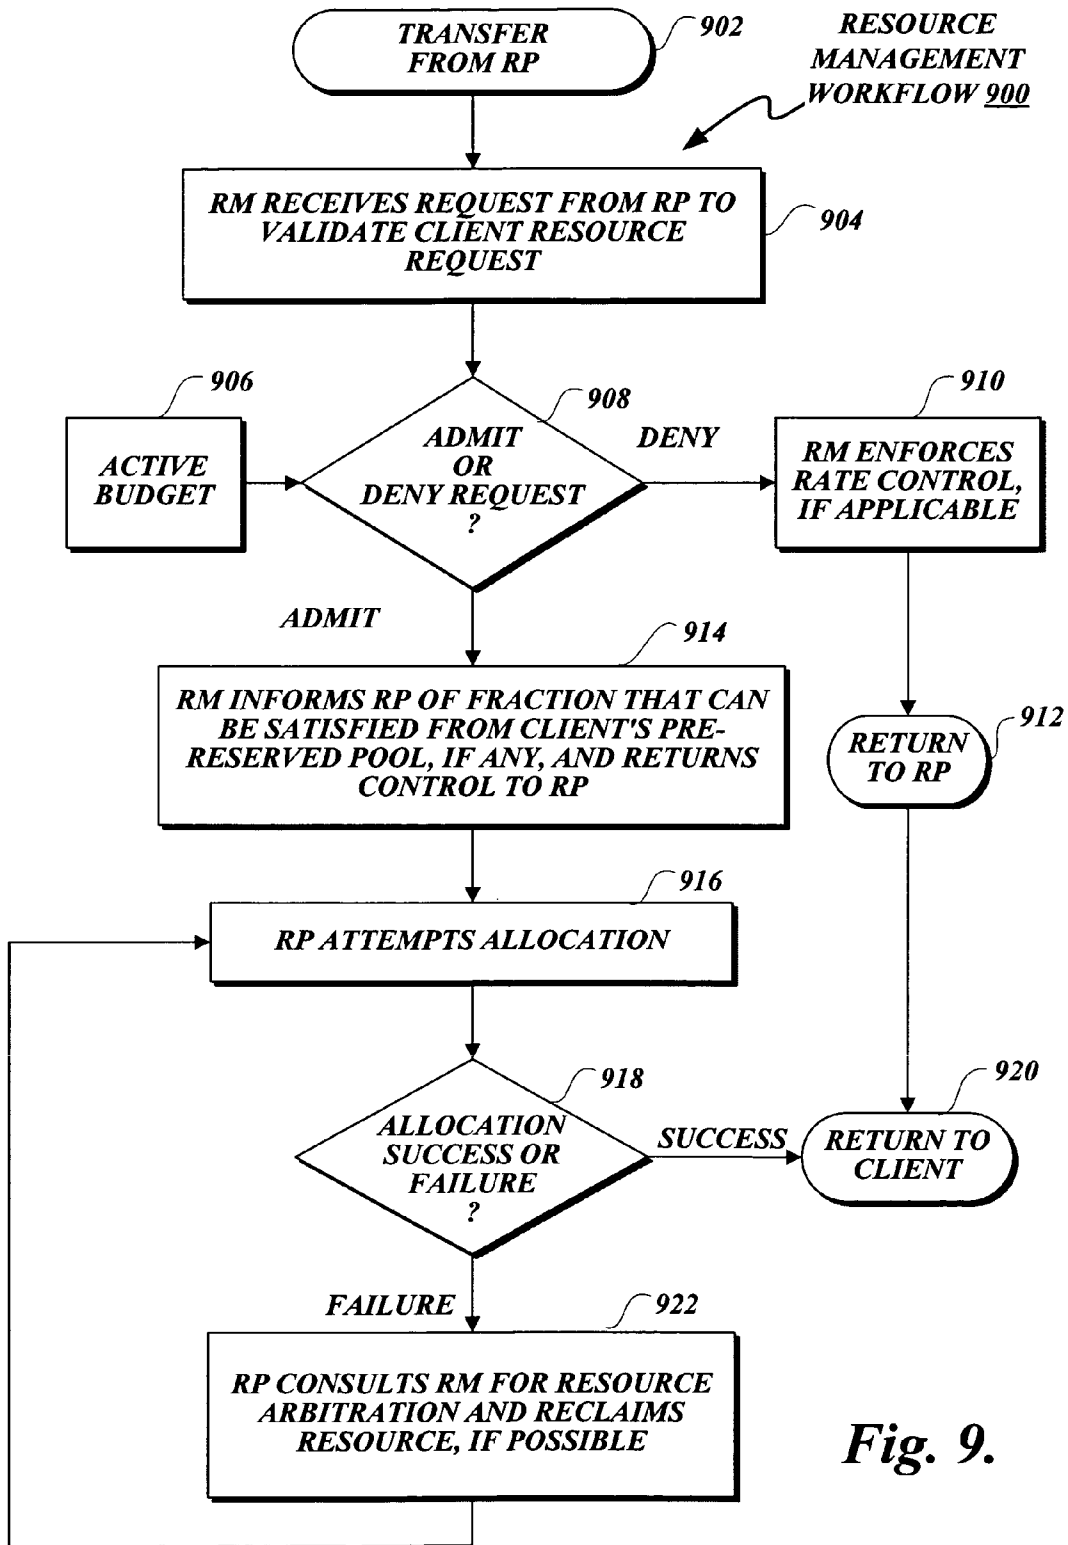 TRANSFER
FROM RP
902
RESOURCE
MANAGEMENT
WORKFLOW 900
RM RECEIVES REQUEST FROM RP TO
VALIDATE CLIENT RESOURCE
REQUEST
904
906
ACTIVE
BUDGET
908
ADMIT
OR
DENY REQUEST
?
DENY
910
RM ENFORCES
RATE CONTROL,
IF APPLICABLE
ADMIT
914
RM INFORMS RP OF FRACTION THAT CAN
BE SATISFIED FROM CLIENT'S PRE-
RESERVED POOL, IF ANY, AND RETURNS
CONTROL TO RP
912
RETURN
TO RP
916
RP ATTEMPTS ALLOCATION
918
ALLOCATION
SUCCESS OR
FAILURE
?
SUCCESS
920
RETURN TO
CLIENT
FAILURE
922
RP CONSULTS RM FOR RESOURCE
ARBITRATION AND RECLAIMS
RESOURCE, IF POSSIBLE
Fig. 9.